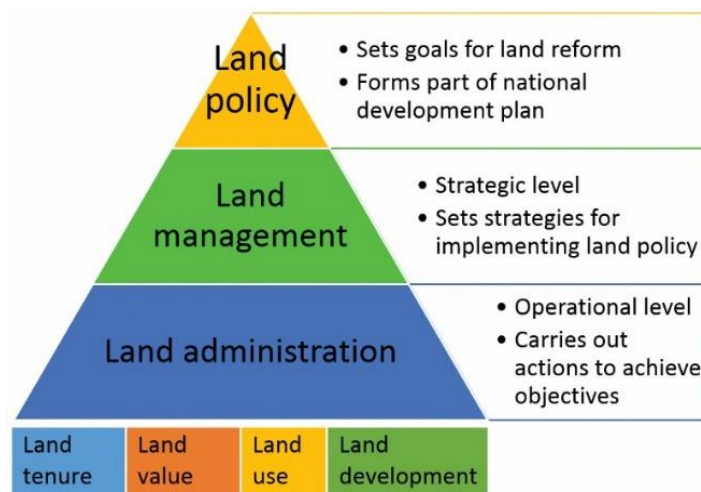 Land
policy
• Sets goals for land reform
• Forms part of national
development plan
Land
management
• Strategic level
• Sets strategies for
implementing land policy
Land administration
• Operational level
• Carries out
actions to achieve
objectives
Land
tenure
Land
value
Land
use
Land
development